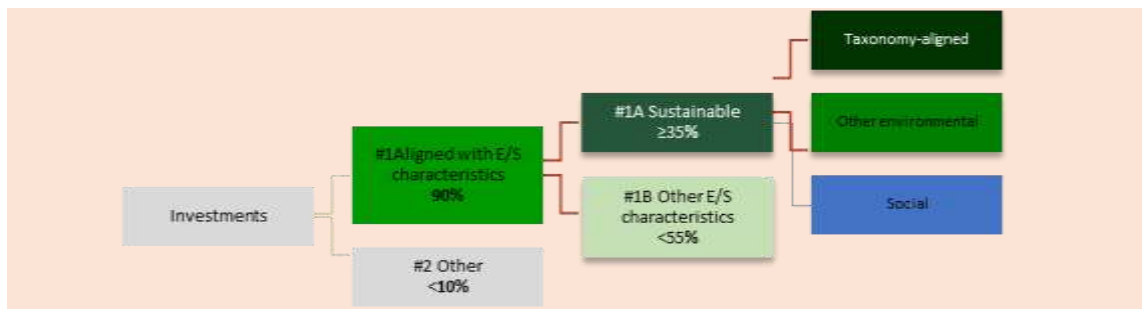 Taxonomy-aligned
#1A Sustainable
≥35%
Other environmental
#1Aligned with E/S
characteristics
90%
#1B Other E/S
characteristics
<55%
Social
Investments
#2 Other
<10%